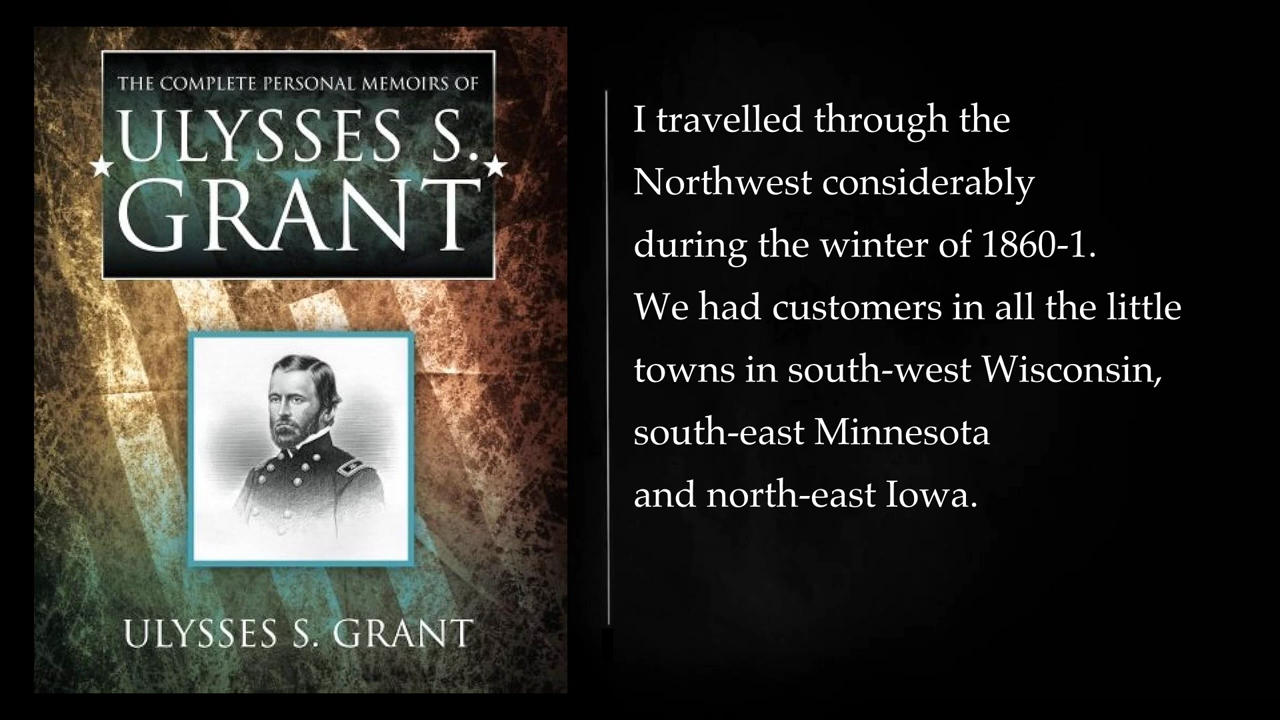 THE COMPLETE PERSONAL MEMOIRS OF
ULYSSES S.
GRANT
ULYSSES S. GRANT
I travelled through the
Northwest considerably
during the winter of 1860-1.
We had customers in all the little
towns in south-west Wisconsin,
south-east Minnesota
and north-east Iowa.